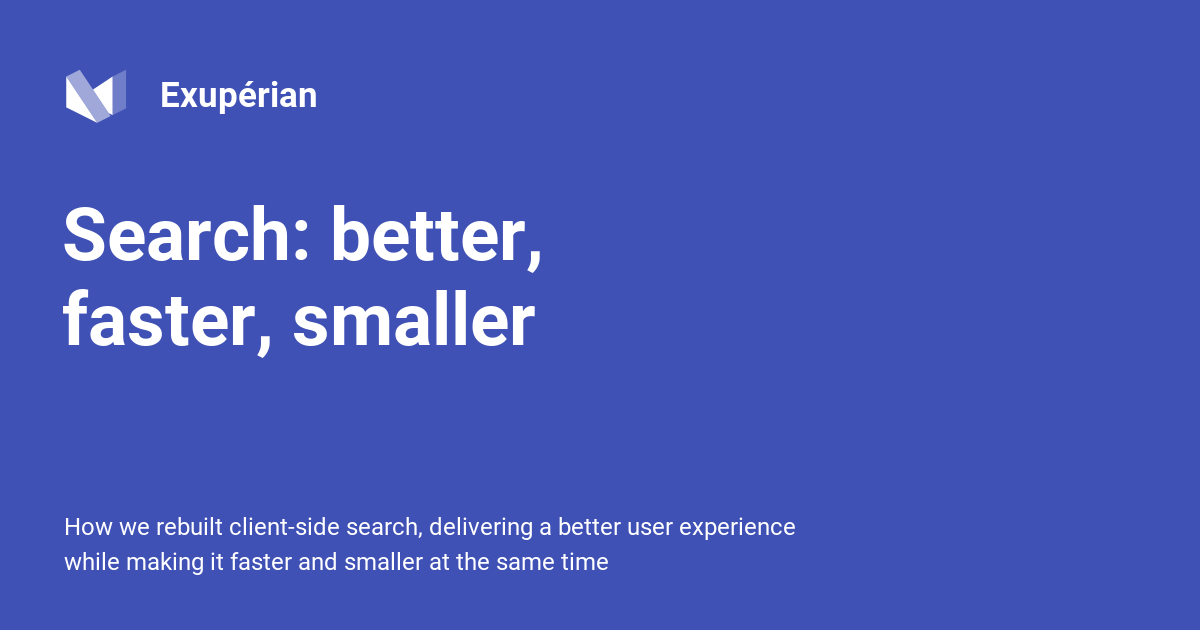 Exupérian
Search: better,
faster, smaller
How we rebuilt client-side search, delivering a better user experience
while making it faster and smaller at the same time